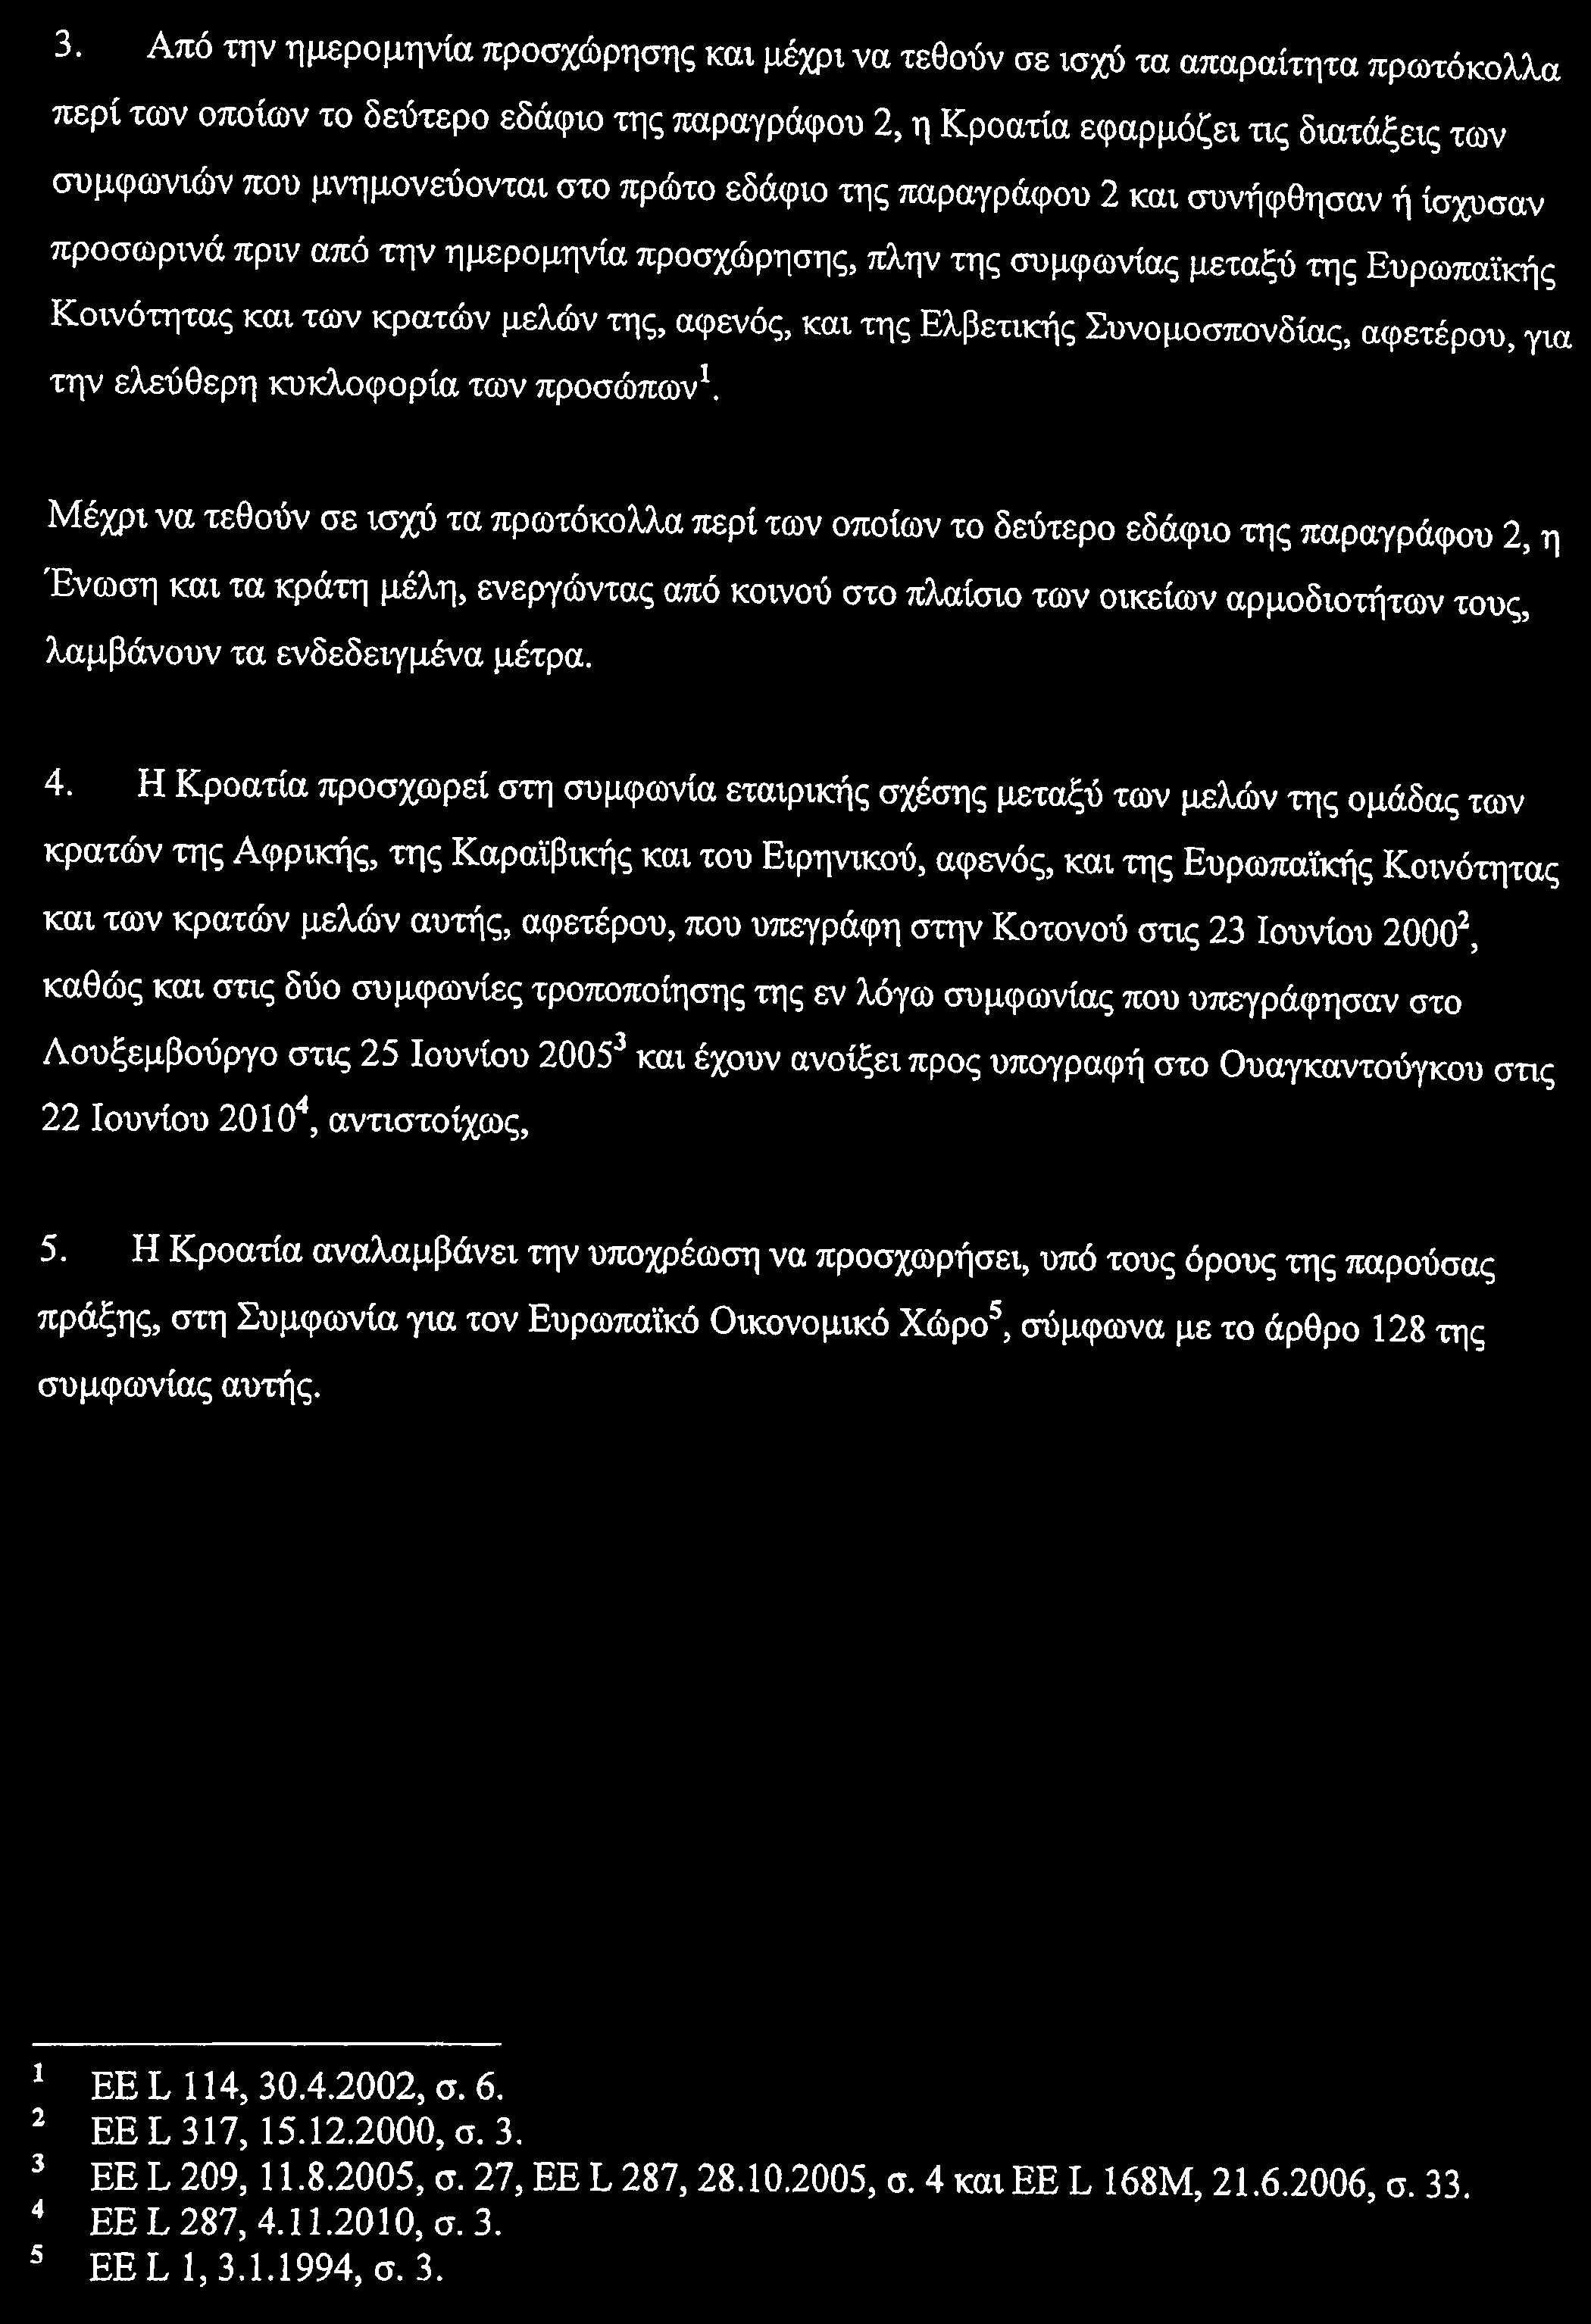 3. Από την ημερομηνία προσχώρησης και μέχρι να τεθούν σε ισχύ τα απαραίτητα πρωτόκολλα
περί των οποίων το δεύτερο εδάφιο της παραγράφου 2, η Κροατία εφαρμόζει τις διατάξεις των
συμφωνιών που μνημονεύονται στο πρώτο εδάφιο της παραγράφου 2 και συνήφθησαν ή ίσχυσαν
προσωρινά πριν από την ημερομηνία προσχώρησης, πλην της συμφωνίας μεταξύ της Ευρωπαϊκής
Κοινότητας και των κρατών μελών της, αφενός, και της Ελβετικής Συνομοσπονδίας, αφετέρου, για
την ελεύθερη κυκλοφορία των προσώπων¹.
Μέχρι να τεθούν σε ισχύ τα πρωτόκολλα περί των οποίων το δεύτερο εδάφιο της παραγράφου 2, η
Ένωση και τα κράτη μέλη, ενεργώντας από κοινού στο πλαίσιο των οικείων αρμοδιοτήτων τους,
λαμβάνουν τα ενδεδειγμένα μέτρα.
4. Η Κροατία προσχωρεί στη συμφωνία εταιρικής σχέσης μεταξύ των μελών της ομάδας των
κρατών της Αφρικής, της Καραϊβικής και του Ειρηνικού, αφενός, και της Ευρωπαϊκής Κοινότητας
και των κρατών μελών αυτής, αφετέρου, που υπεγράφη στην Κοτονού στις 23 Ιουνίου 2000²,
καθώς και στις δύο συμφωνίες τροποποίησης της εν λόγω συμφωνίας που υπεγράφησαν στο
Λουξεμβούργο στις 25 Ιουνίου 2005³ και έχουν ανοίξει προς υπογραφή στο Ουαγκαντούγκου στις
22 Ιουνίου 2010⁴, αντιστοίχως,
5. Η Κροατία αναλαμβάνει την υποχρέωση να προσχωρήσει, υπό τους όρους της παρούσας
πράξης, στη Συμφωνία για τον Ευρωπαϊκό Οικονομικό Χώρο⁵, σύμφωνα με το άρθρο 128 της
συμφωνίας αυτής.
¹ ΕΕ L 114, 30.4.2002, σ. 6.
² ΕΕ L 317, 15.12.2000, σ. 3.
³ ΕΕ L 209, 11.8.2005, σ. 27, ΕΕ L 287, 28.10.2005, σ. 4 και ΕΕ L 168M, 21.6.2006, σ. 33.
⁴ ΕΕ L 287, 4.11.2010, σ. 3.
⁵ ΕΕ L 1, 3.1.1994, σ. 3.